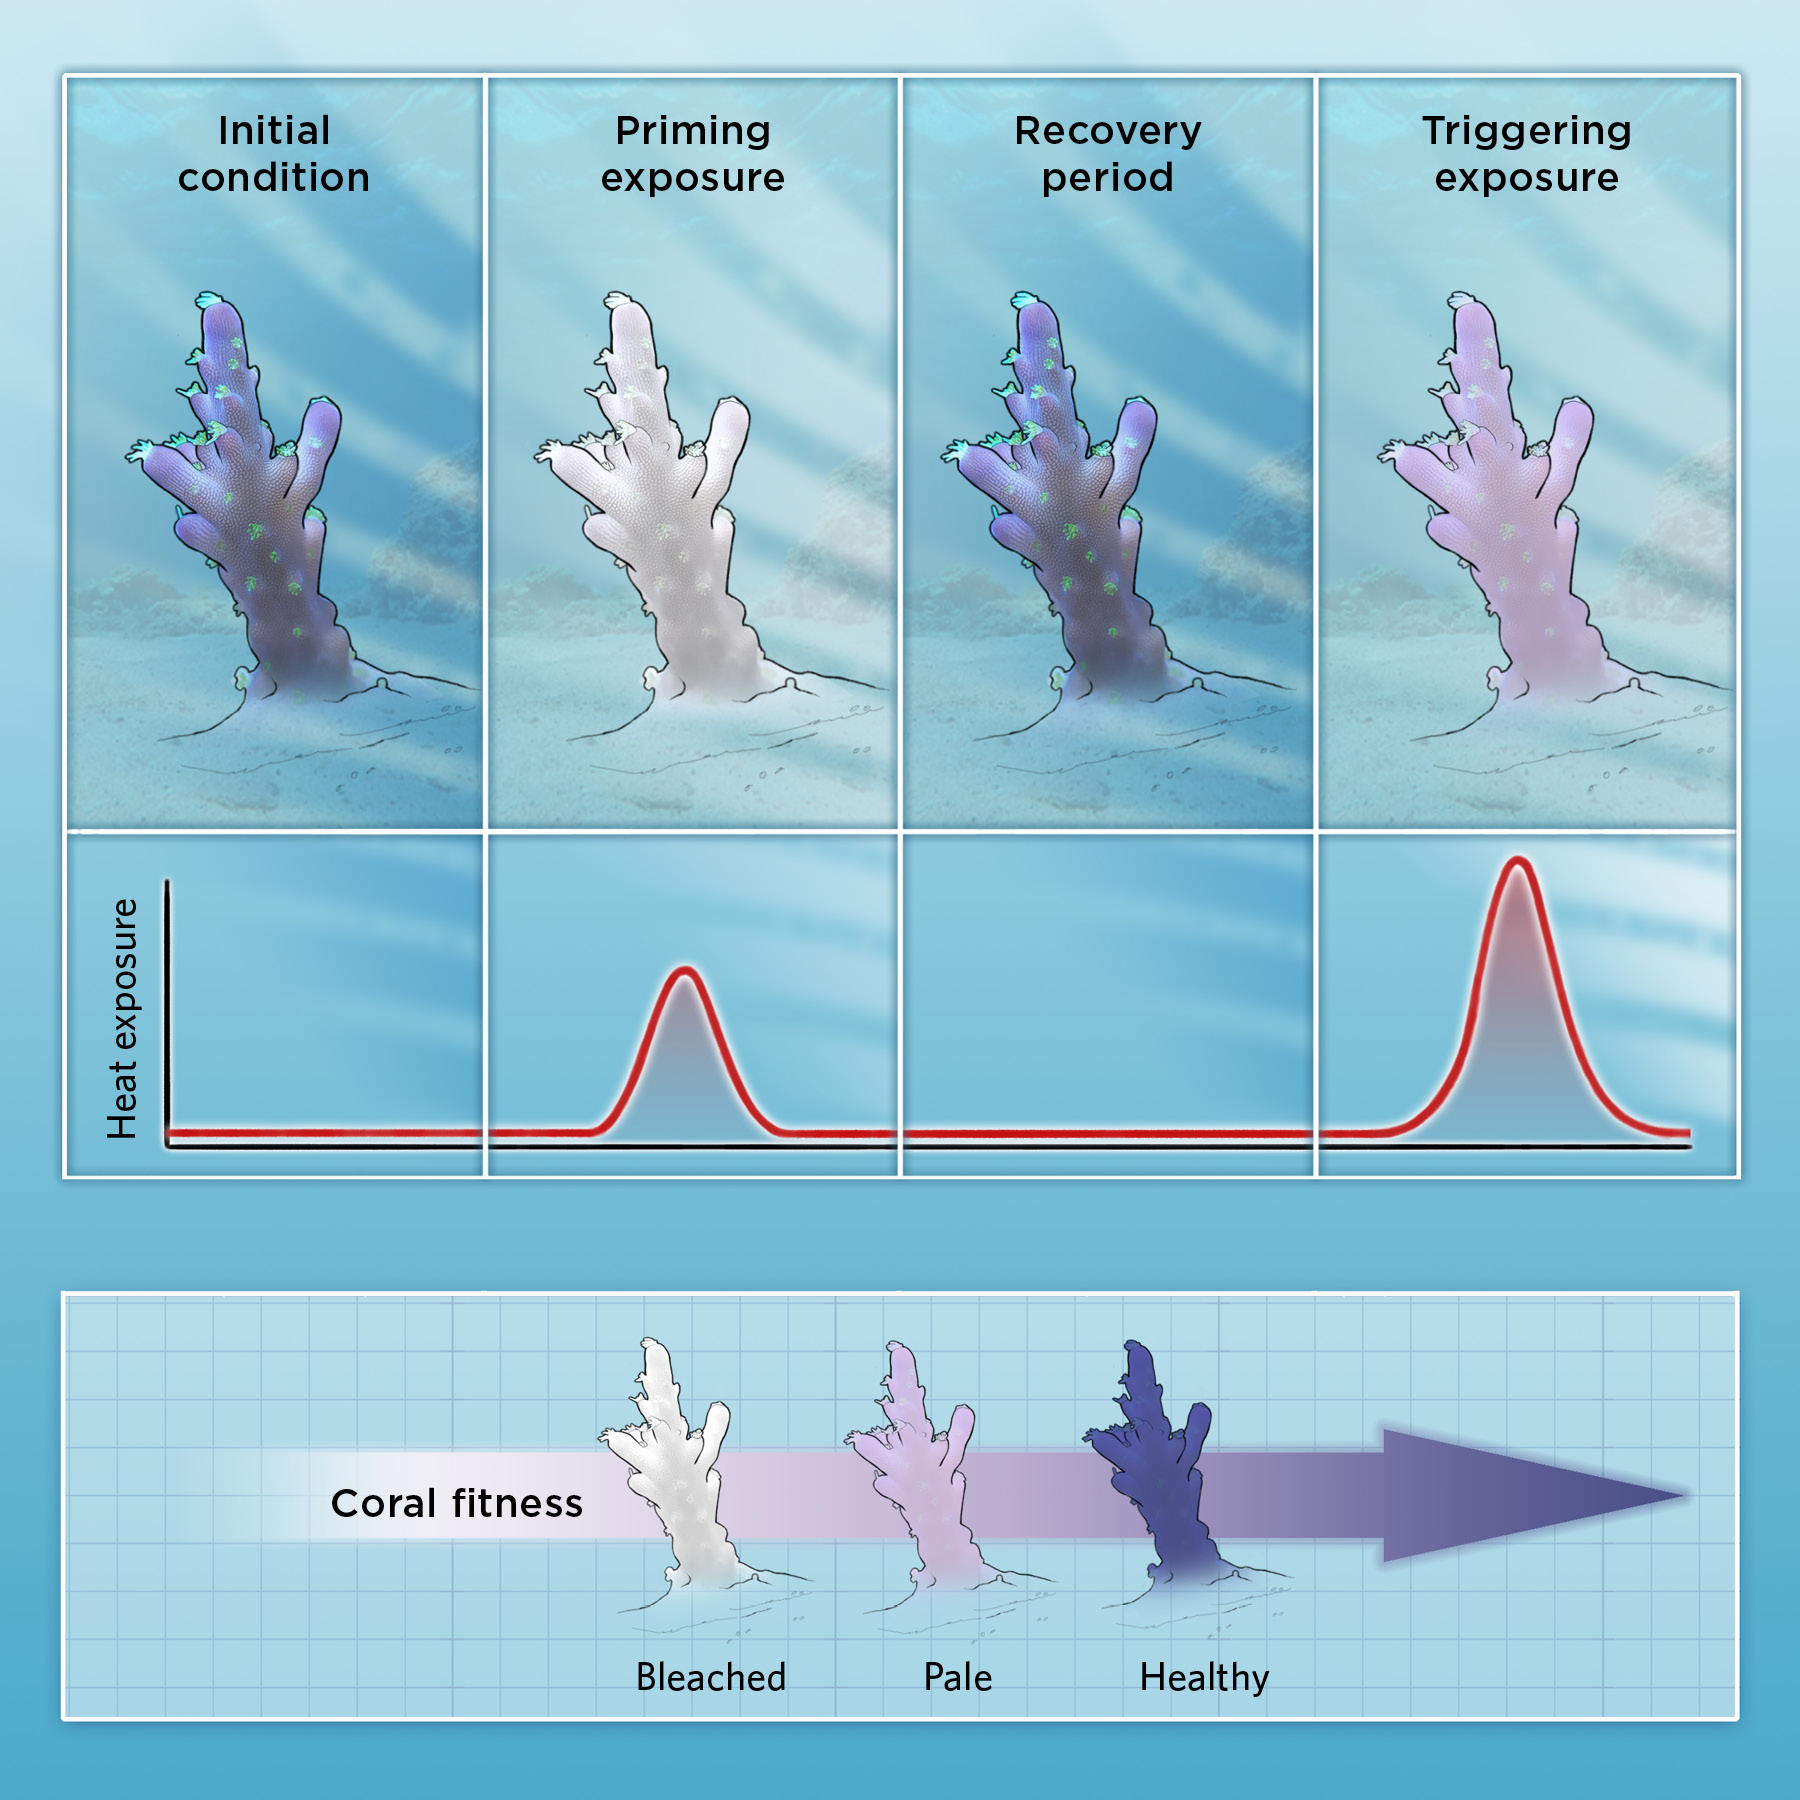 Initial
condition
Priming
exposure
Recovery
period
Triggering
exposure
Heat exposure
Coral fitness
Bleached
Pale
Healthy